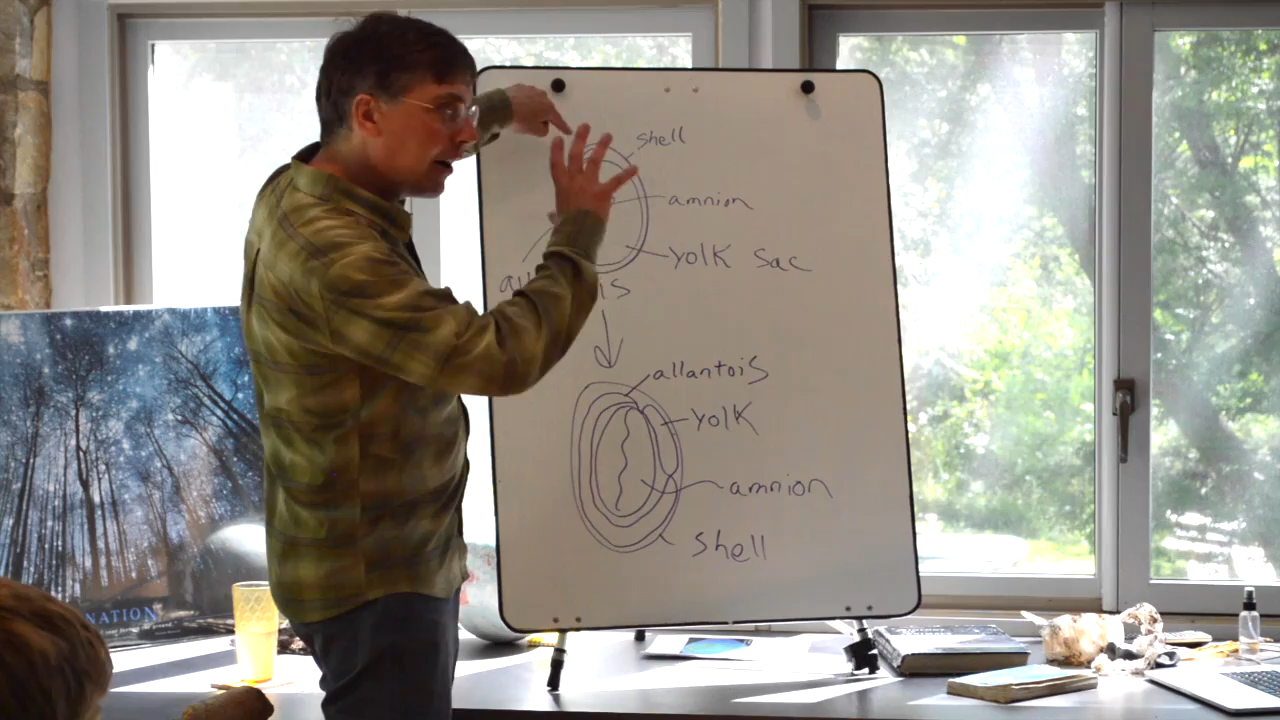 shell
amnion
yolk sac
allantois
yolk
amnion
shell
NATION